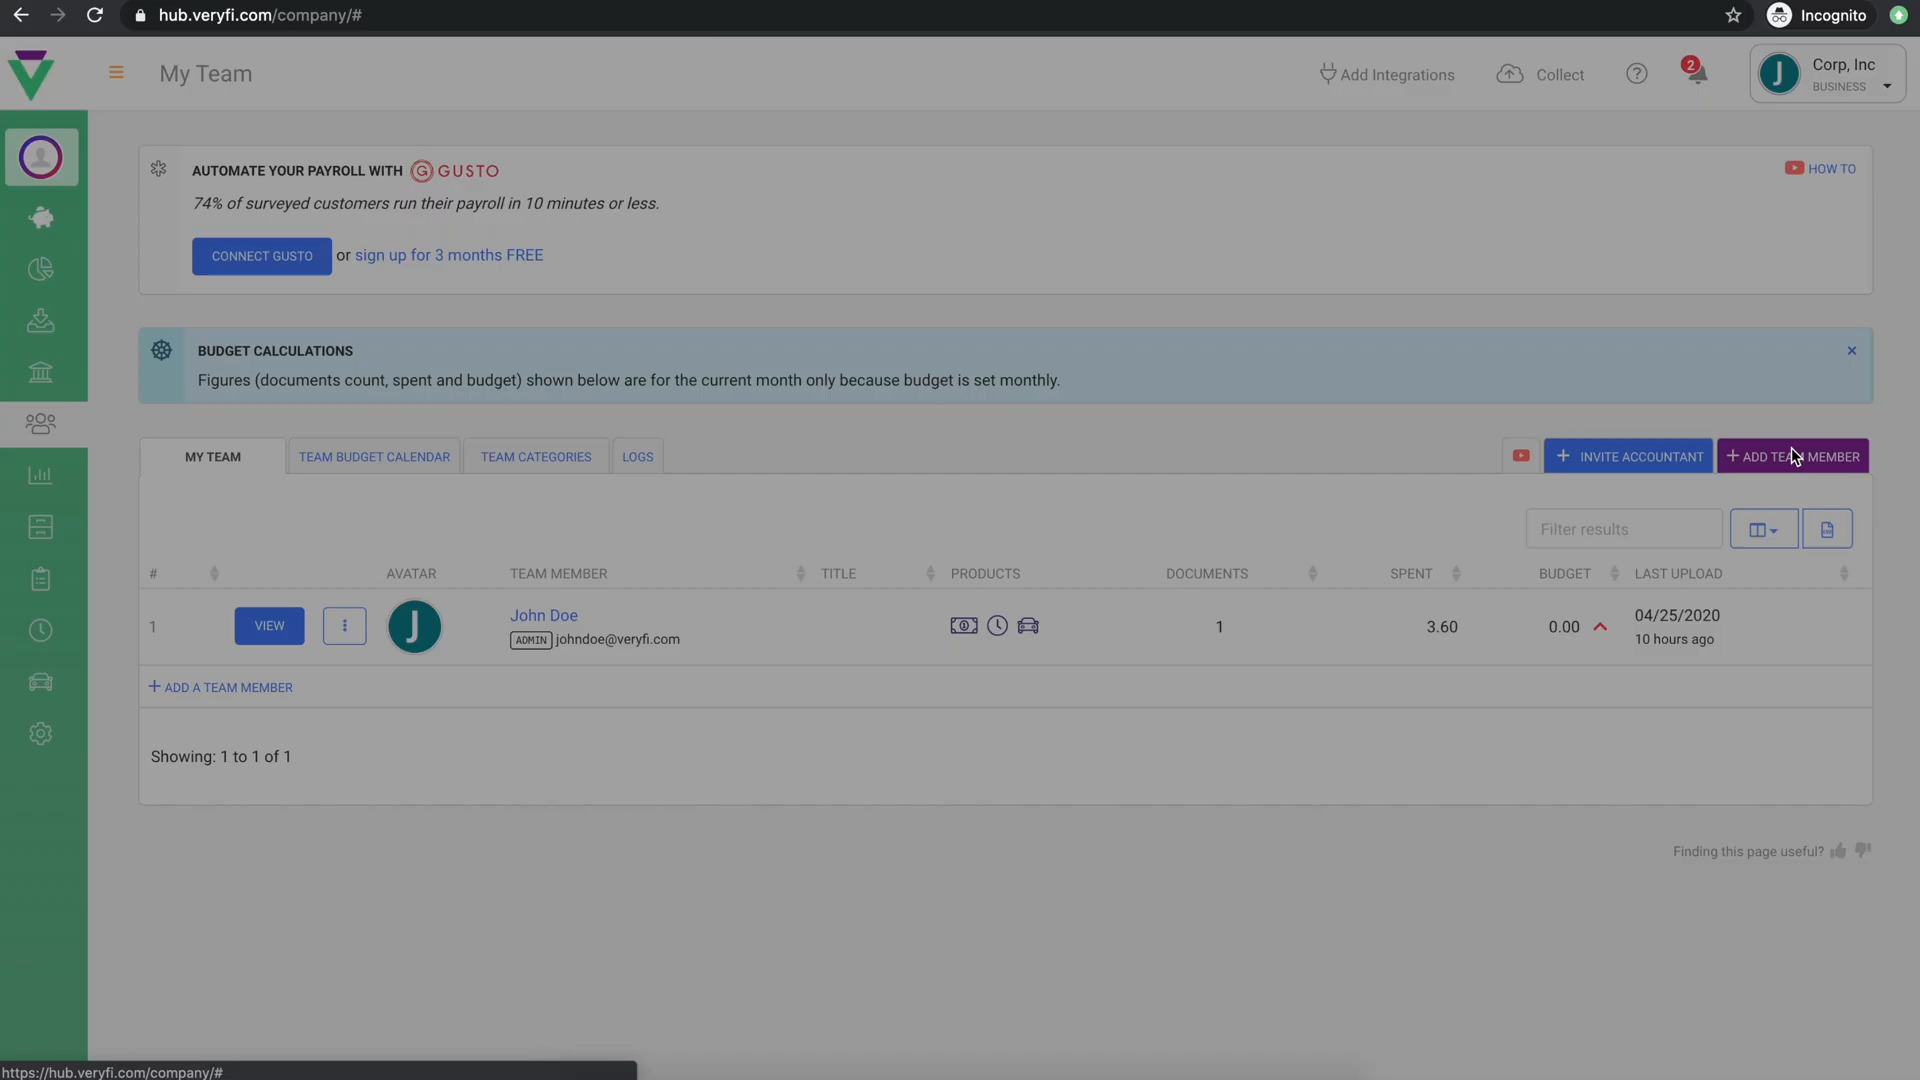 hub.veryfi.com/company/#
Incognito
My Team
Add Integrations
Collect
2
J
Corp, Inc
BUSINESS
AUTOMATE YOUR PAYROLL WITH GUSTO
HOW TO
74% of surveyed customers run their payroll in 10 minutes or less.
CONNECT GUSTO or sign up for 3 months FREE
BUDGET CALCULATIONS
Figures (documents count, spent and budget) shown below are for the current month only because budget is set monthly.
MY TEAM
TEAM BUDGET CALENDAR
TEAM CATEGORIES
LOGS
+ INVITE ACCOUNTANT
+ ADD TEAM MEMBER
Filter results
# AVATAR TEAM MEMBER TITLE PRODUCTS DOCUMENTS SPENT BUDGET LAST UPLOAD
1 VIEW J John Doe 1 3.60 0.00 04/25/2020
ADMIN johndoe@veryfi.com 10 hours ago
+ ADD A TEAM MEMBER
Showing: 1 to 1 of 1
Finding this page useful?
https://hub.veryfi.com/company/#